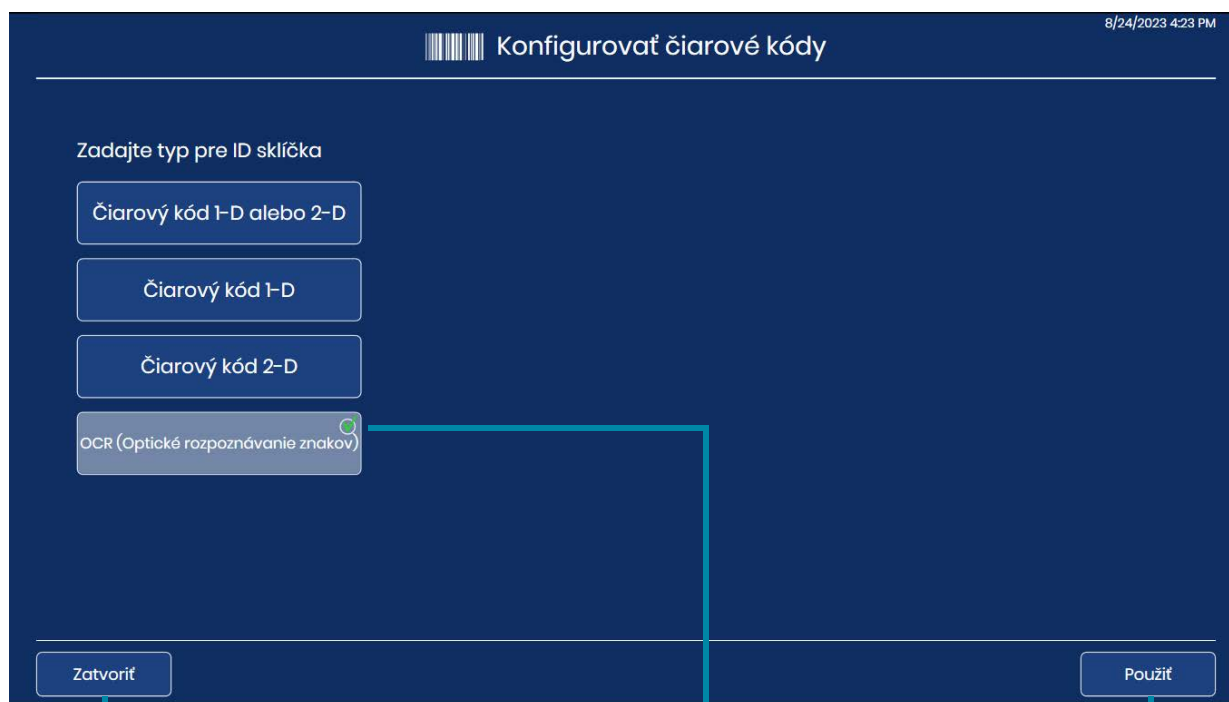 8/24/2023 4:23 PM
Konfigurovať čiarové kódy
Zadajte typ pre ID sklíčka
Čiarový kód 1-D alebo 2-D
Čiarový kód 1-D
Čiarový kód 2-D
OCR (Optické rozpoznávanie znakov)
Zatvoriť
Použiť